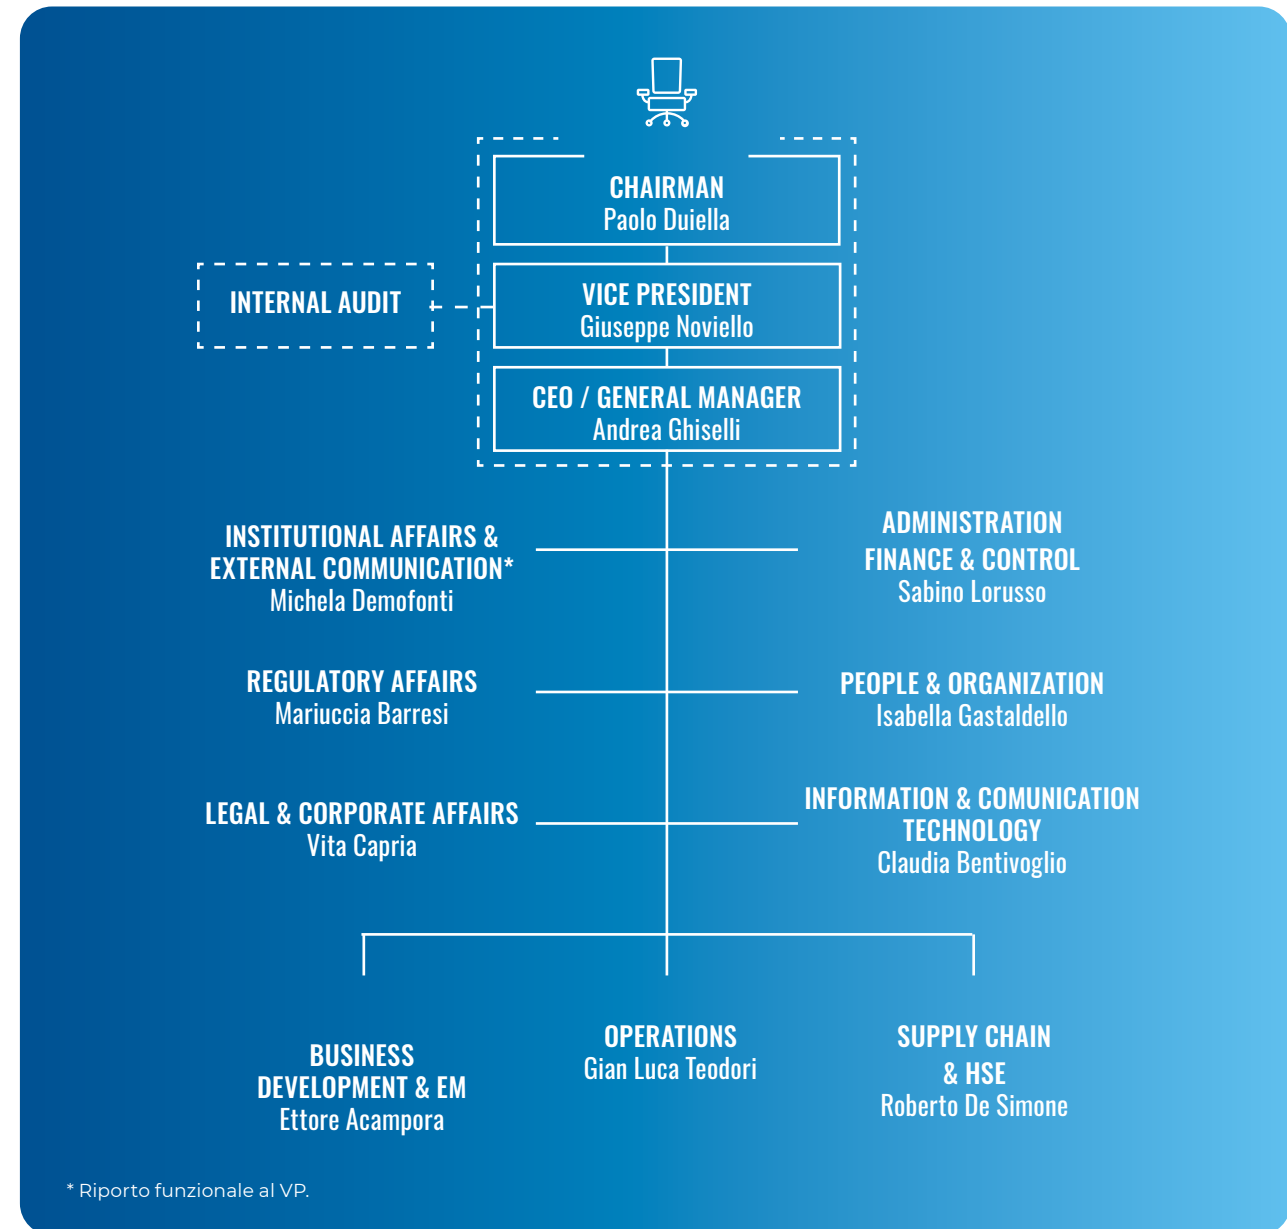 CHAIRMAN
Paolo Duiella
INTERNAL AUDIT
VICE PRESIDENT
Giuseppe Noviello
CEO / GENERAL MANAGER
Andrea Ghiselli
INSTITUTIONAL AFFAIRS &
EXTERNAL COMMUNICATION*
Michela Demofonti
ADMINISTRATION
FINANCE & CONTROL
Sabino Lorusso
REGULATORY AFFAIRS
Mariuccia Barresi
PEOPLE & ORGANIZATION
Isabella Gastaldello
LEGAL & CORPORATE AFFAIRS
Vita Capria
INFORMATION & COMUNICATION
TECHNOLOGY
Claudia Bentivoglio
BUSINESS
DEVELOPMENT & EM
Ettore Acampora
OPERATIONS
Gian Luca Teodori
SUPPLY CHAIN
& HSE
Roberto De Simone
* Riporto funzionale al VP.